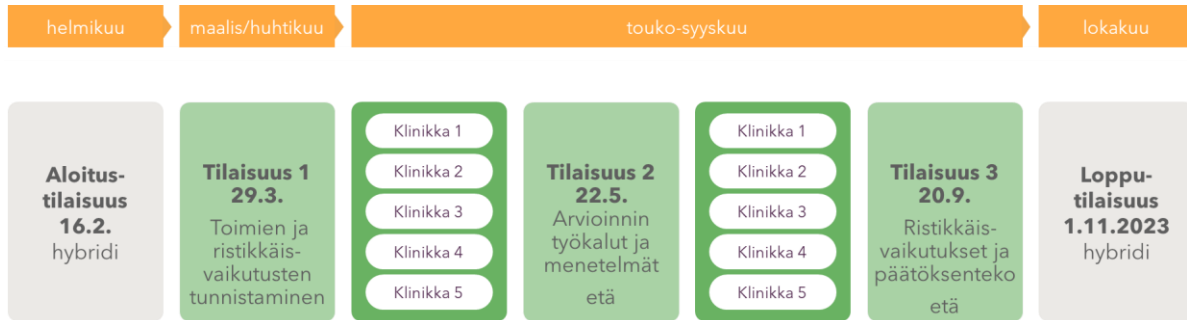 helmikuu
maalis/huhtikuu
touko-syyskuu
lokakuu
Aloitus-
tilaisuus
16.2.
hybridi
Tilaisuus 1
29.3.
Toimien ja
ristikkäis-
vaikutusten
tunnistaminen
Klinikka 1
Klinikka 2
Klinikka 3
Klinikka 4
Klinikka 5
Tilaisuus 2
22.5.
Arvioinnin
työkalut ja
menetelmät
etä
Klinikka 1
Klinikka 2
Klinikka 3
Klinikka 4
Klinikka 5
Tilaisuus 3
20.9.
Ristikkäis-
vaikutukset ja
päätöksenteko
etä
Loppu-
tilaisuus
1.11.2023
hybridi